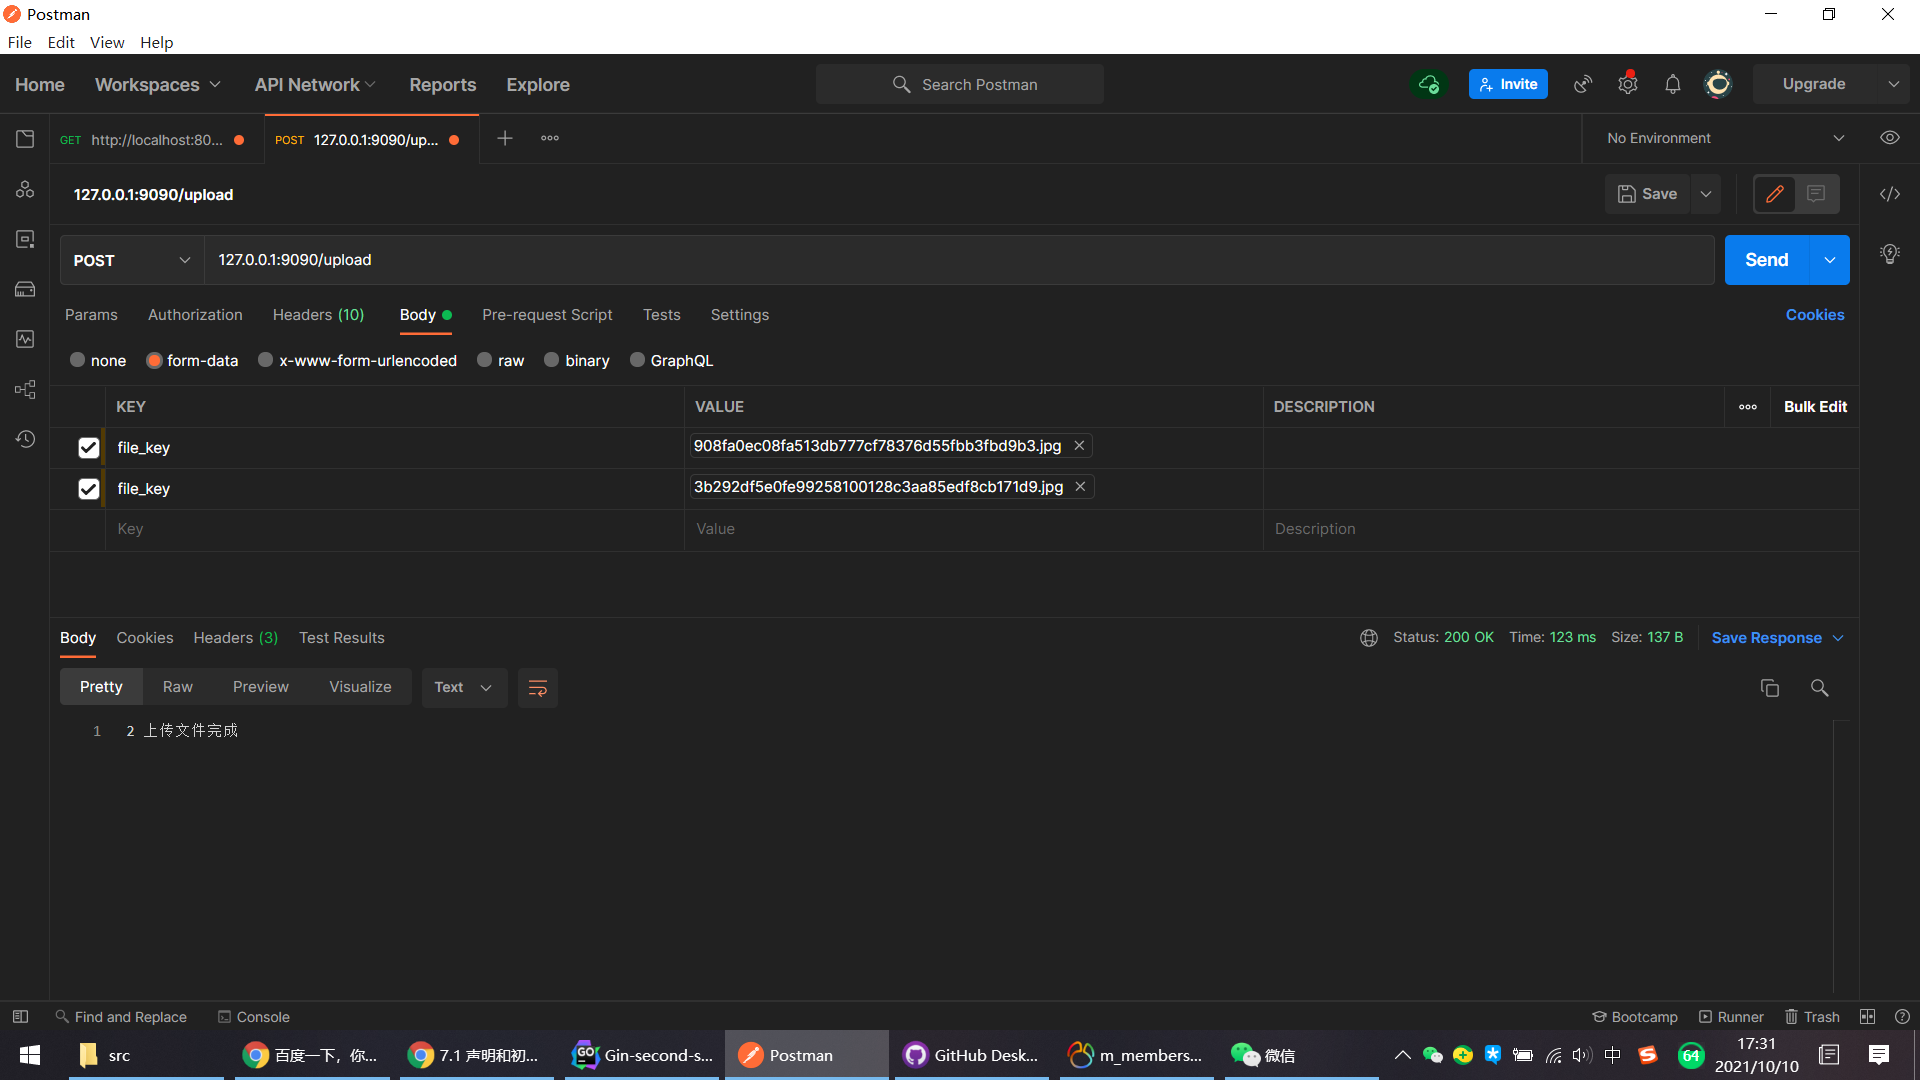 Postman
File Edit View Help
Home Workspaces API Network Reports Explore Search Postman Invite Upgrade
GET http://localhost:80... POST 127.0.0.1:9090/up... No Environment
127.0.0.1:9090/upload Save
POST 127.0.0.1:9090/upload Send
Params Authorization Headers (10) Body Pre-request Script Tests Settings Cookies
none form-data x-www-form-urlencoded raw binary GraphQL
KEY VALUE DESCRIPTION Bulk Edit
file_key 908fa0ec08fa513db777cf78376d55fbb3fbd9b3.jpg
file_key 3b292df5e0fe99258100128c3aa85edf8cb171d9.jpg
Key Value Description
Body Cookies Headers (3) Test Results Status: 200 OK Time: 123 ms Size: 137 B Save Response
Pretty Raw Preview Visualize Text
1 2 上传文件完成
Find and Replace Console Bootcamp Runner Trash
src 百度一下，你... 7.1 声明和初... Gin-second-s... Postman GitHub Desk... m_members... 微信 中 64 17:31
2021/10/10